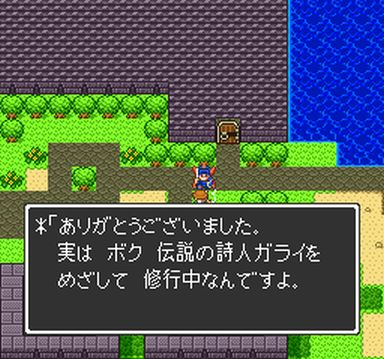 *「ありガとうございました。
実は ボク 伝説の詩人ガライを
めざして 修行中なんですよ。